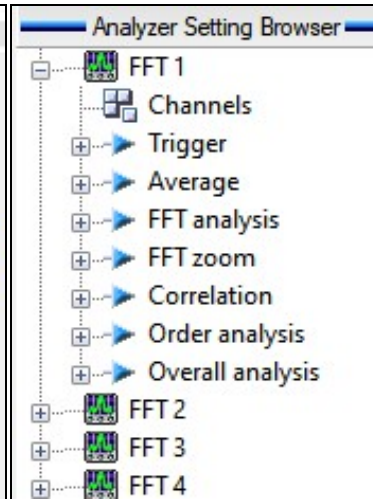 Analyzer Setting Browser
FFT 1
Channels
Trigger
Average
FFT analysis
FFT zoom
Correlation
Order analysis
Overall analysis
FFT 2
FFT 3
FFT 4